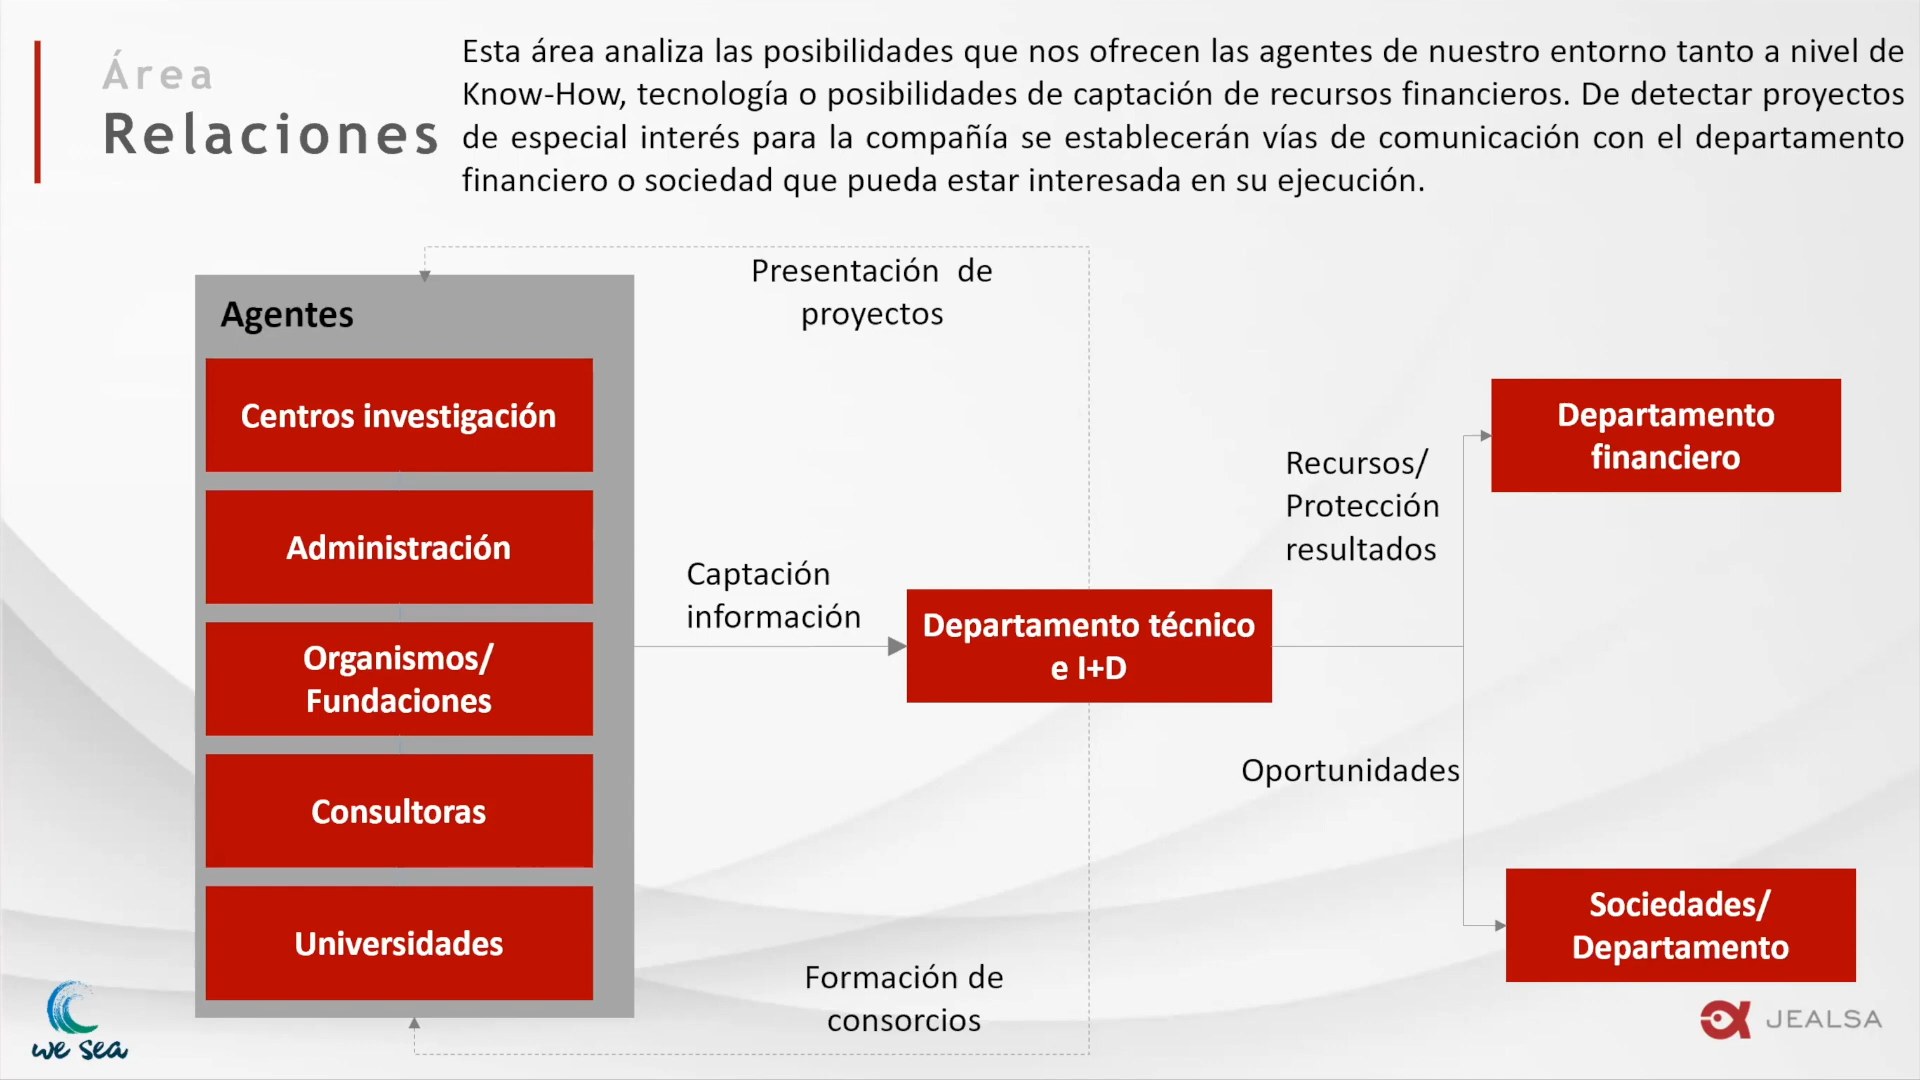 Área
Relaciones
Esta área analiza las posibilidades que nos ofrecen las agentes de nuestro entorno tanto a nivel de
Know-How, tecnología o posibilidades de captación de recursos financieros. De detectar proyectos
de especial interés para la compañía se establecerán vías de comunicación con el departamento
financiero o sociedad que pueda estar interesada en su ejecución.
Presentación de
proyectos
Agentes
Centros investigación
Administración
Organismos/
Fundaciones
Consultoras
Universidades
Captación
información
Departamento técnico
e I+D
Recursos/
Protección
resultados
Departamento
financiero
Oportunidades
Sociedades/
Departamento
Formación de
consorcios
we sea
JEALSA